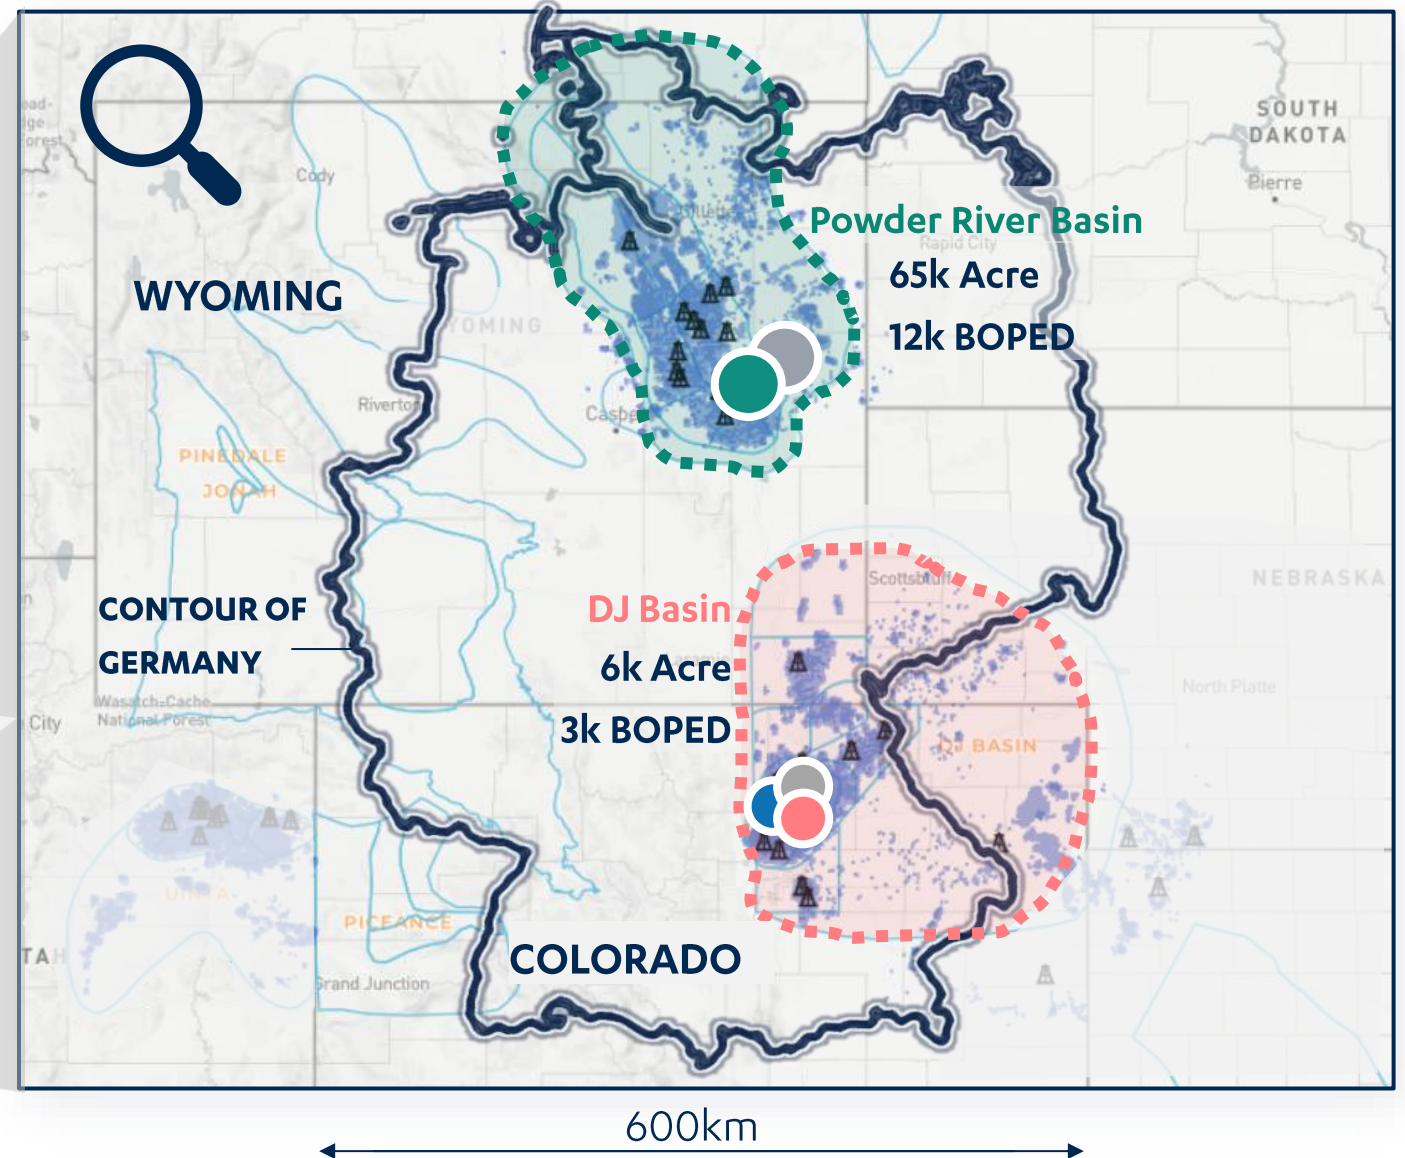 SOUTH
DAKOTA
Pierre
Cody
Powder River Basin
Rapid City
65k Acre
12k BOPED
WYOMING
YOMING
Riverton
PINEDALE
JONAH
Scottsbluff
NEBRASKA
CONTOUR OF
GERMANY
DJ Basin
6k Acre
3k BOPED
Laramie
North Platte
Wasatch-Cache
National Forest
City
DJ BASIN
PICEANCE
COLORADO
Grand Junction
600km